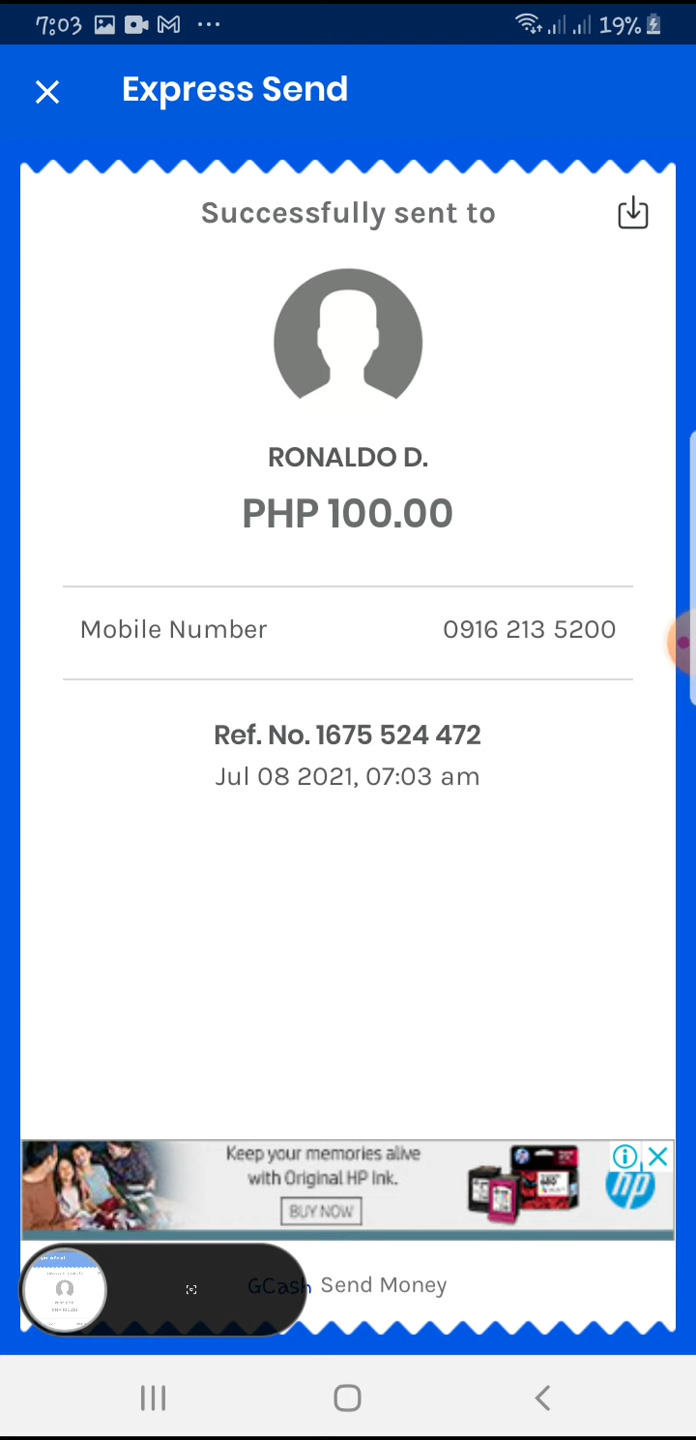 7:03 19%
Express Send
Successfully sent to
RONALDO D.
PHP 100.00
Mobile Number 0916 213 5200
Ref. No. 1675 524 472
Jul 08 2021, 07:03 am
Keep your memories alive
with Original HP Ink.
BUY NOW
hp
GCash Send Money